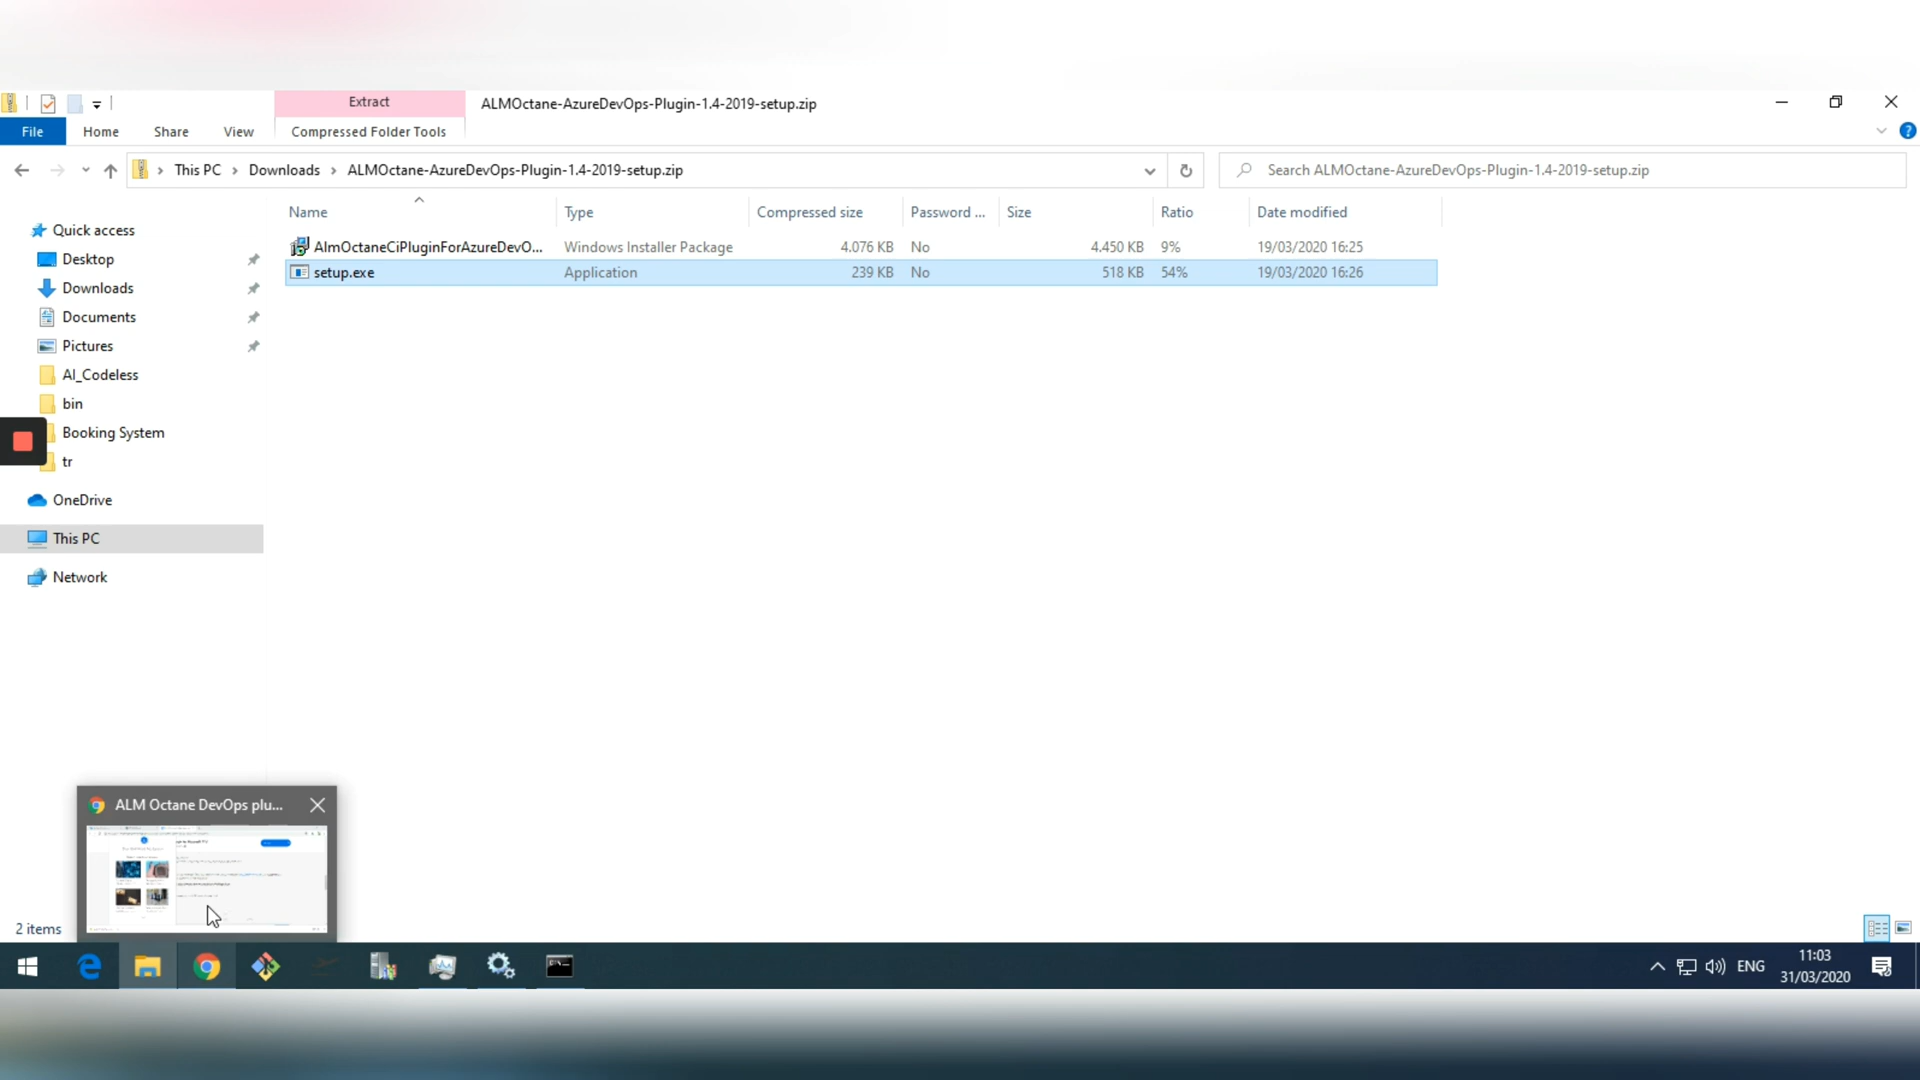 Extract
ALMOctane-AzureDevOps-Plugin-1.4-2019-setup.zip
File
Home
Share
View
Compressed Folder Tools
This PC
Downloads
ALMOctane-AzureDevOps-Plugin-1.4-2019-setup.zip
Search ALMOctane-AzureDevOps-Plugin-1.4-2019-setup.zip
Name
Type
Compressed size
Password ...
Size
Ratio
Date modified
AlmOctaneCiPluginForAzureDevO...
Windows Installer Package
4.076 KB
No
4.450 KB
9%
19/03/2020 16:25
setup.exe
Application
239 KB
No
518 KB
54%
19/03/2020 16:26
Quick access
Desktop
Downloads
Documents
Pictures
AI_Codeless
bin
Booking System
tr
OneDrive
This PC
Network
ALM Octane DevOps plu...
2 items
ENG
11:03
31/03/2020